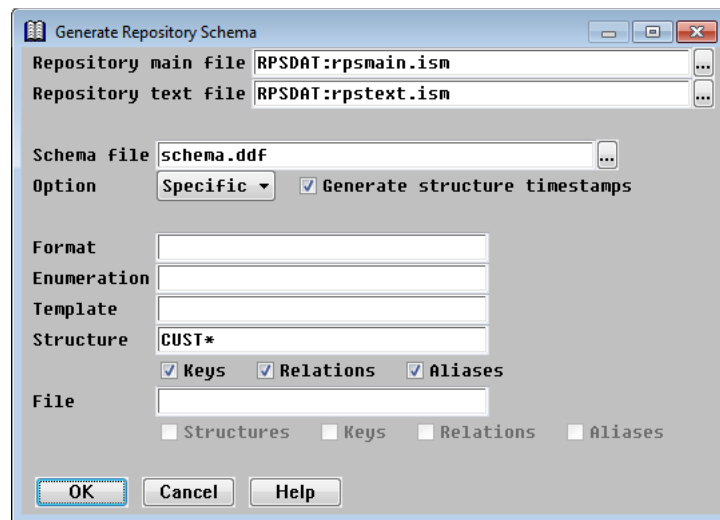 Generate Repository Schema
Repository main file RPSDAT:rpsmain.ism ...
Repository text file RPSDAT:rpstext.ism ...
Schema file schema.ddf ...
Option Specific Generate structure timestamps
Format
Enumeration
Template
Structure CUST*
Keys Relations Aliases
File
Structures Keys Relations Aliases
OK Cancel Help